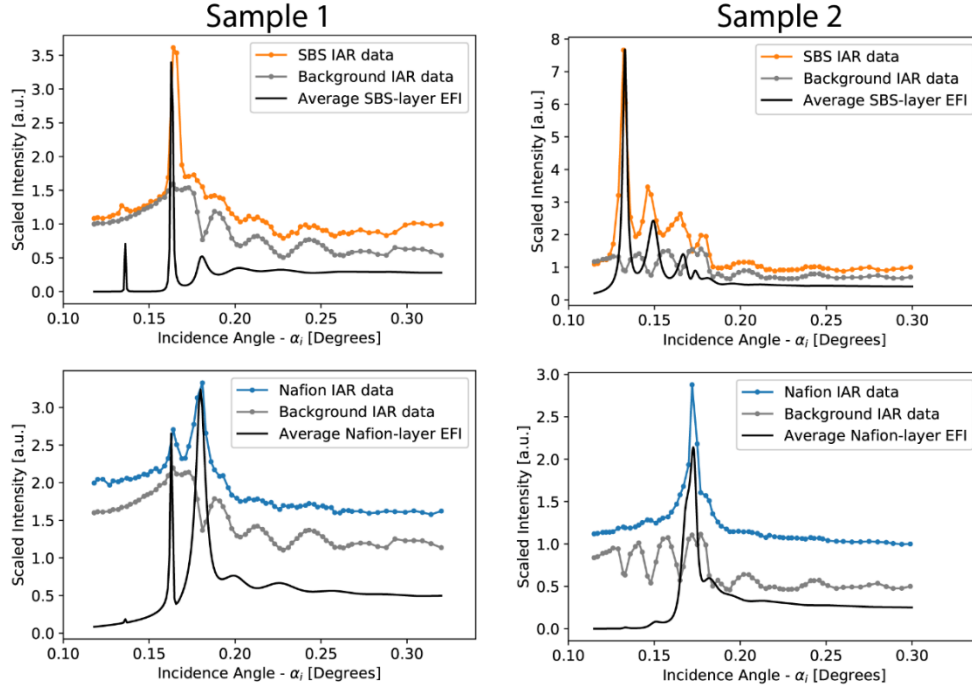 Sample 1
Sample 2
SBS IAR data
Background IAR data
Average SBS-layer EFI
Scaled Intensity [a.u.]
3.5
3.0
2.5
2.0
1.5
1.0
0.5
0.0
0.10 0.15 0.20 0.25 0.30
Incidence Angle - αi [Degrees]
SBS IAR data
Background IAR data
Average SBS-layer EFI
Scaled Intensity [a.u.]
8
7
6
5
4
3
2
1
0
0.10 0.15 0.20 0.25 0.30
Incidence Angle - αi [Degrees]
Nafion IAR data
Background IAR data
Average Nafion-layer EFI
Scaled Intensity [a.u.]
3.0
2.5
2.0
1.5
1.0
0.5
0.0
0.10 0.15 0.20 0.25 0.30
Incidence Angle - αi [Degrees]
Nafion IAR data
Background IAR data
Average Nafion-layer EFI
Scaled Intensity [a.u.]
3.0
2.5
2.0
1.5
1.0
0.5
0.0
0.10 0.15 0.20 0.25 0.30
Incidence Angle - αi [Degrees]